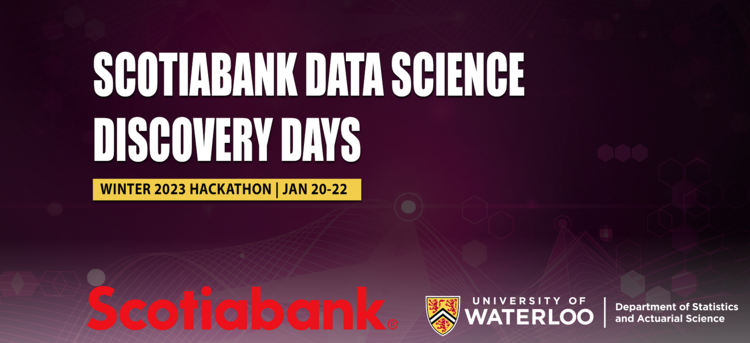 SCOTIABANK DATA SCIENCE
DISCOVERY DAYS
WINTER 2023 HACKATHON | JAN 20-22
Scotiabank®
UNIVERSITY OF
WATERLOO
Department of Statistics
and Actuarial Science